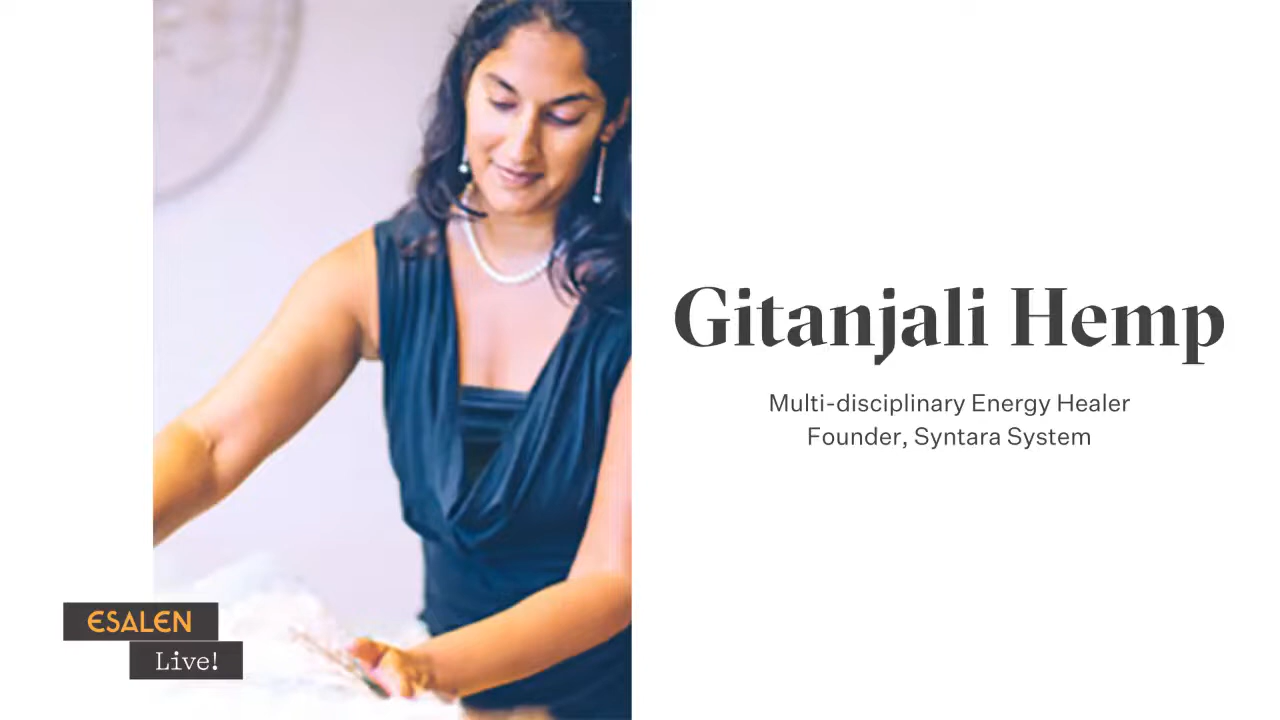 Gitanjali Hemp
Multi-disciplinary Energy Healer
Founder, Syntara System
ESALEN
Live!